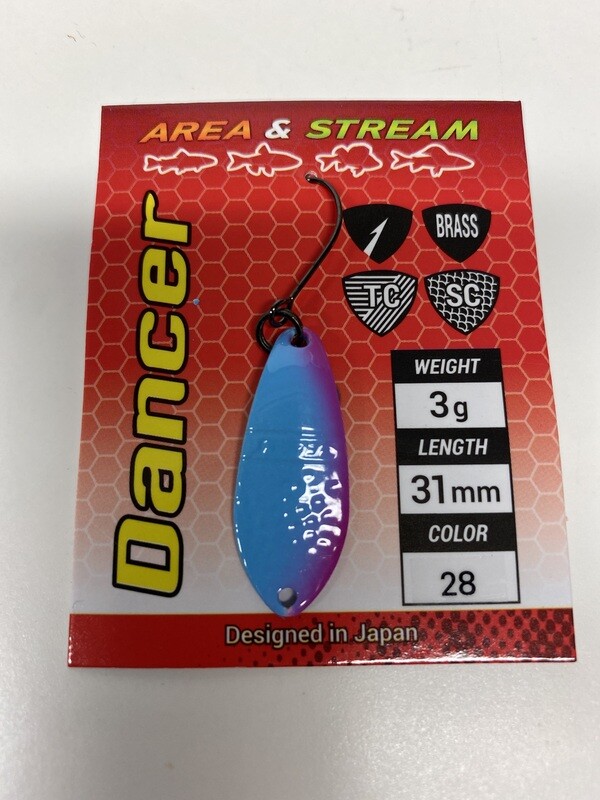 AREA & STREAM
Dancer
BRASS
TC
SC
WEIGHT
3g
LENGTH
31mm
COLOR
28
Designed in Japan